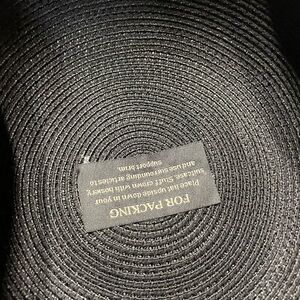 FOR PACKING
Place hat upside down in your
suitcase. Stuff crown with hosiery
and use surrounding articles to
support brim.